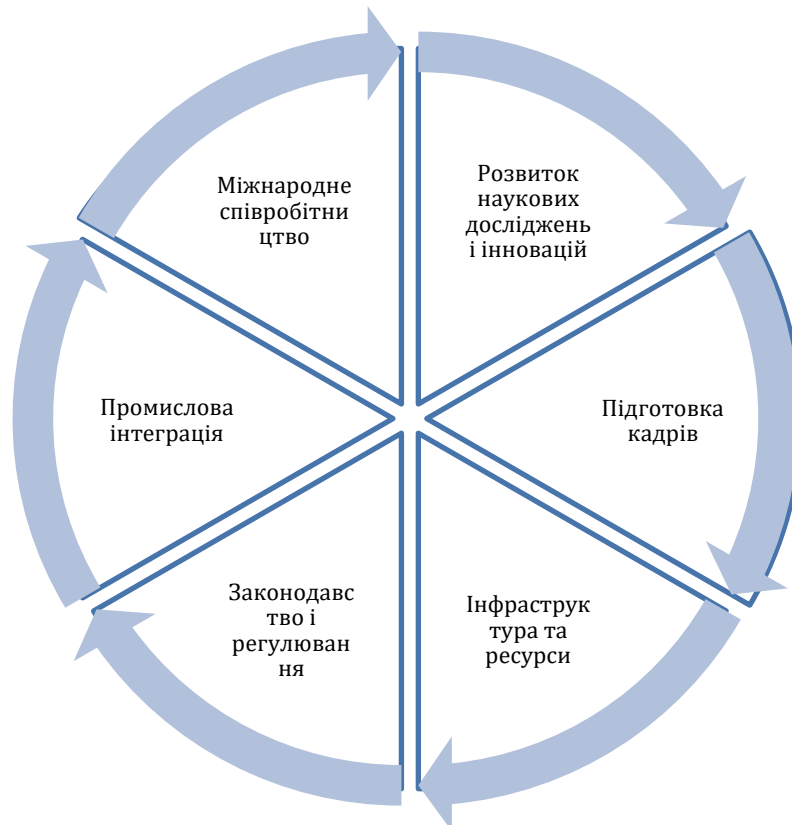 Міжнародне
співробітни
цтво
Розвиток
наукових
досліджень
і інновацій
Промислова
інтеграція
Підготовка
кадрів
Законодавс
тво і
регулюван
ня
Інфраструк
тура та
ресурси